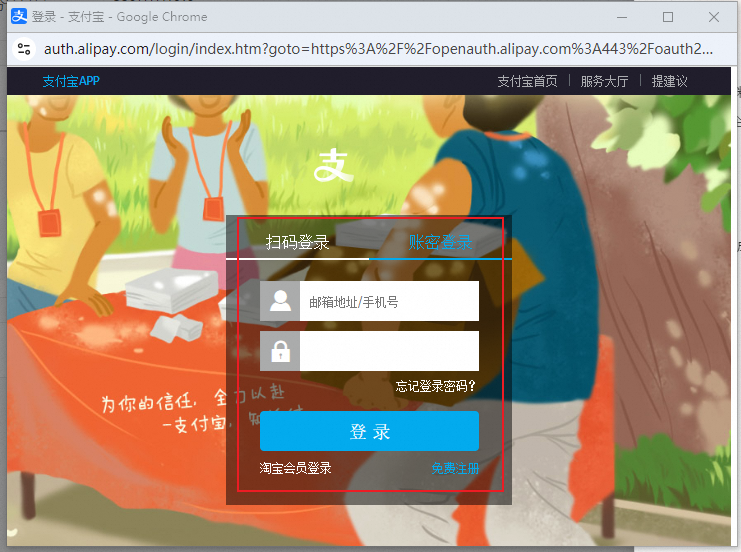 登录 - 支付宝 - Google Chrome
auth.alipay.com/login/index.htm?goto=https%3A%2F%2Fopenauth.alipay.com%3A443%2Foauth2...
支付宝APP 支付宝首页 服务大厅 提建议
支
扫码登录 账密登录
邮箱地址/手机号
忘记登录密码?
为你的信任, 全力以赴
-支付宝,
登 录
淘宝会员登录 免费注册